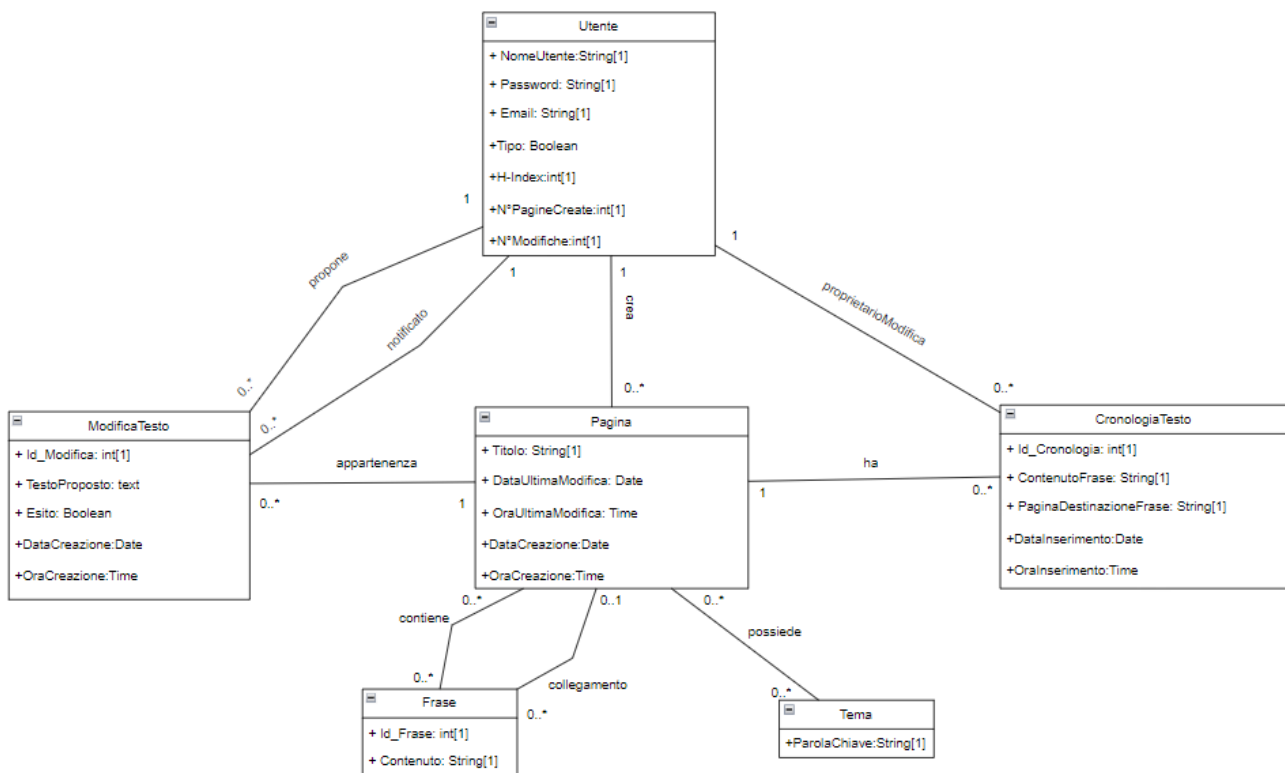 Utente
+ NomeUtente:String[1]
+ Password: String[1]
+ Email: String[1]
+Tipo: Boolean
+H-Index:int[1]
+N°PagineCreate:int[1]
+N°Modifiche:int[1]
1
1
1
1
propone
notificato
crea
proprietarioModifica
0..*
0..*
0..*
0..*
ModificaTesto
+ Id_Modifica: int[1]
+ TestoProposto: text
+ Esito: Boolean
+DataCreazione:Date
+OraCreazione:Time
appartenenza
0..*
1
Pagina
+ Titolo: String[1]
+ DataUltimaModifica: Date
+ OraUltimaModifica: Time
+DataCreazione:Date
+OraCreazione:Time
ha
1
0..*
CronologiaTesto
+ Id_Cronologia: int[1]
+ ContenutoFrase: String[1]
+ PaginaDestinazioneFrase: String[1]
+DataInserimento:Date
+OraInserimento:Time
0..*
0..1
0..*
contiene
collegamento
possiede
0..*
0..*
0..*
Frase
+ Id_Frase: int[1]
+ Contenuto: String[1]
Tema
+ParolaChiave:String[1]